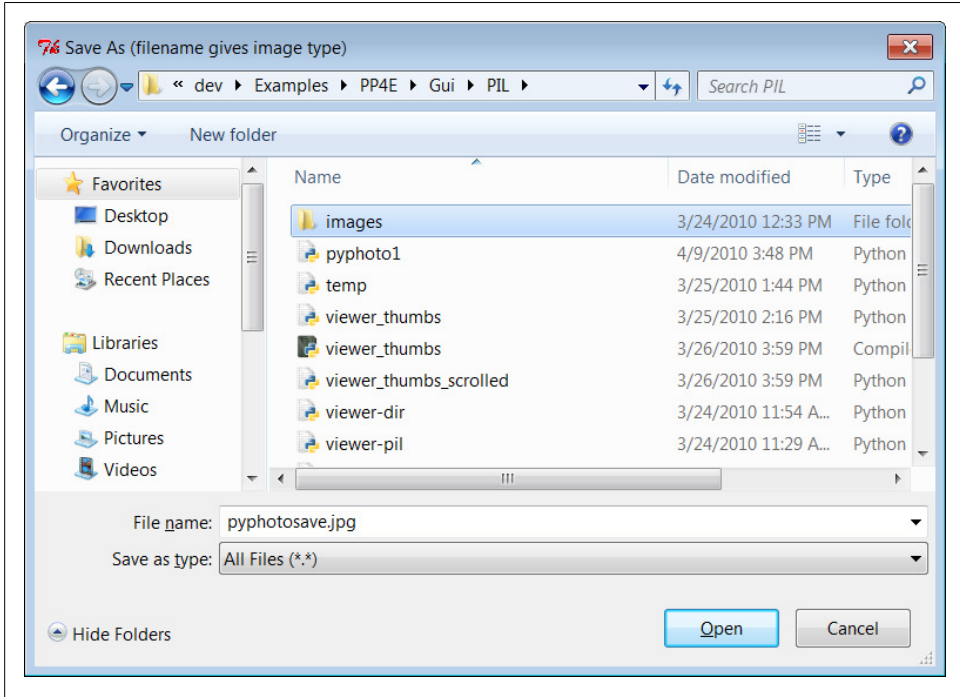 Save As (filename gives image type)
« dev Examples PP4E Gui PIL
Search PIL
Organize New folder
Name Date modified Type
Favorites
Desktop
Downloads
Recent Places
Libraries
Documents
Music
Pictures
Videos
images 3/24/2010 12:33 PM File fold
pyphoto1 4/9/2010 3:48 PM Python
temp 3/25/2010 1:44 PM Python
viewer_thumbs 3/25/2010 2:16 PM Python
viewer_thumbs 3/26/2010 3:59 PM Compil
viewer_thumbs_scrolled 3/26/2010 3:59 PM Python
viewer-dir 3/24/2010 11:54 A... Python
viewer-pil 3/24/2010 11:29 A... Python
File name: pyphotosave.jpg
Save as type: All Files (*.*)
Hide Folders
Open Cancel